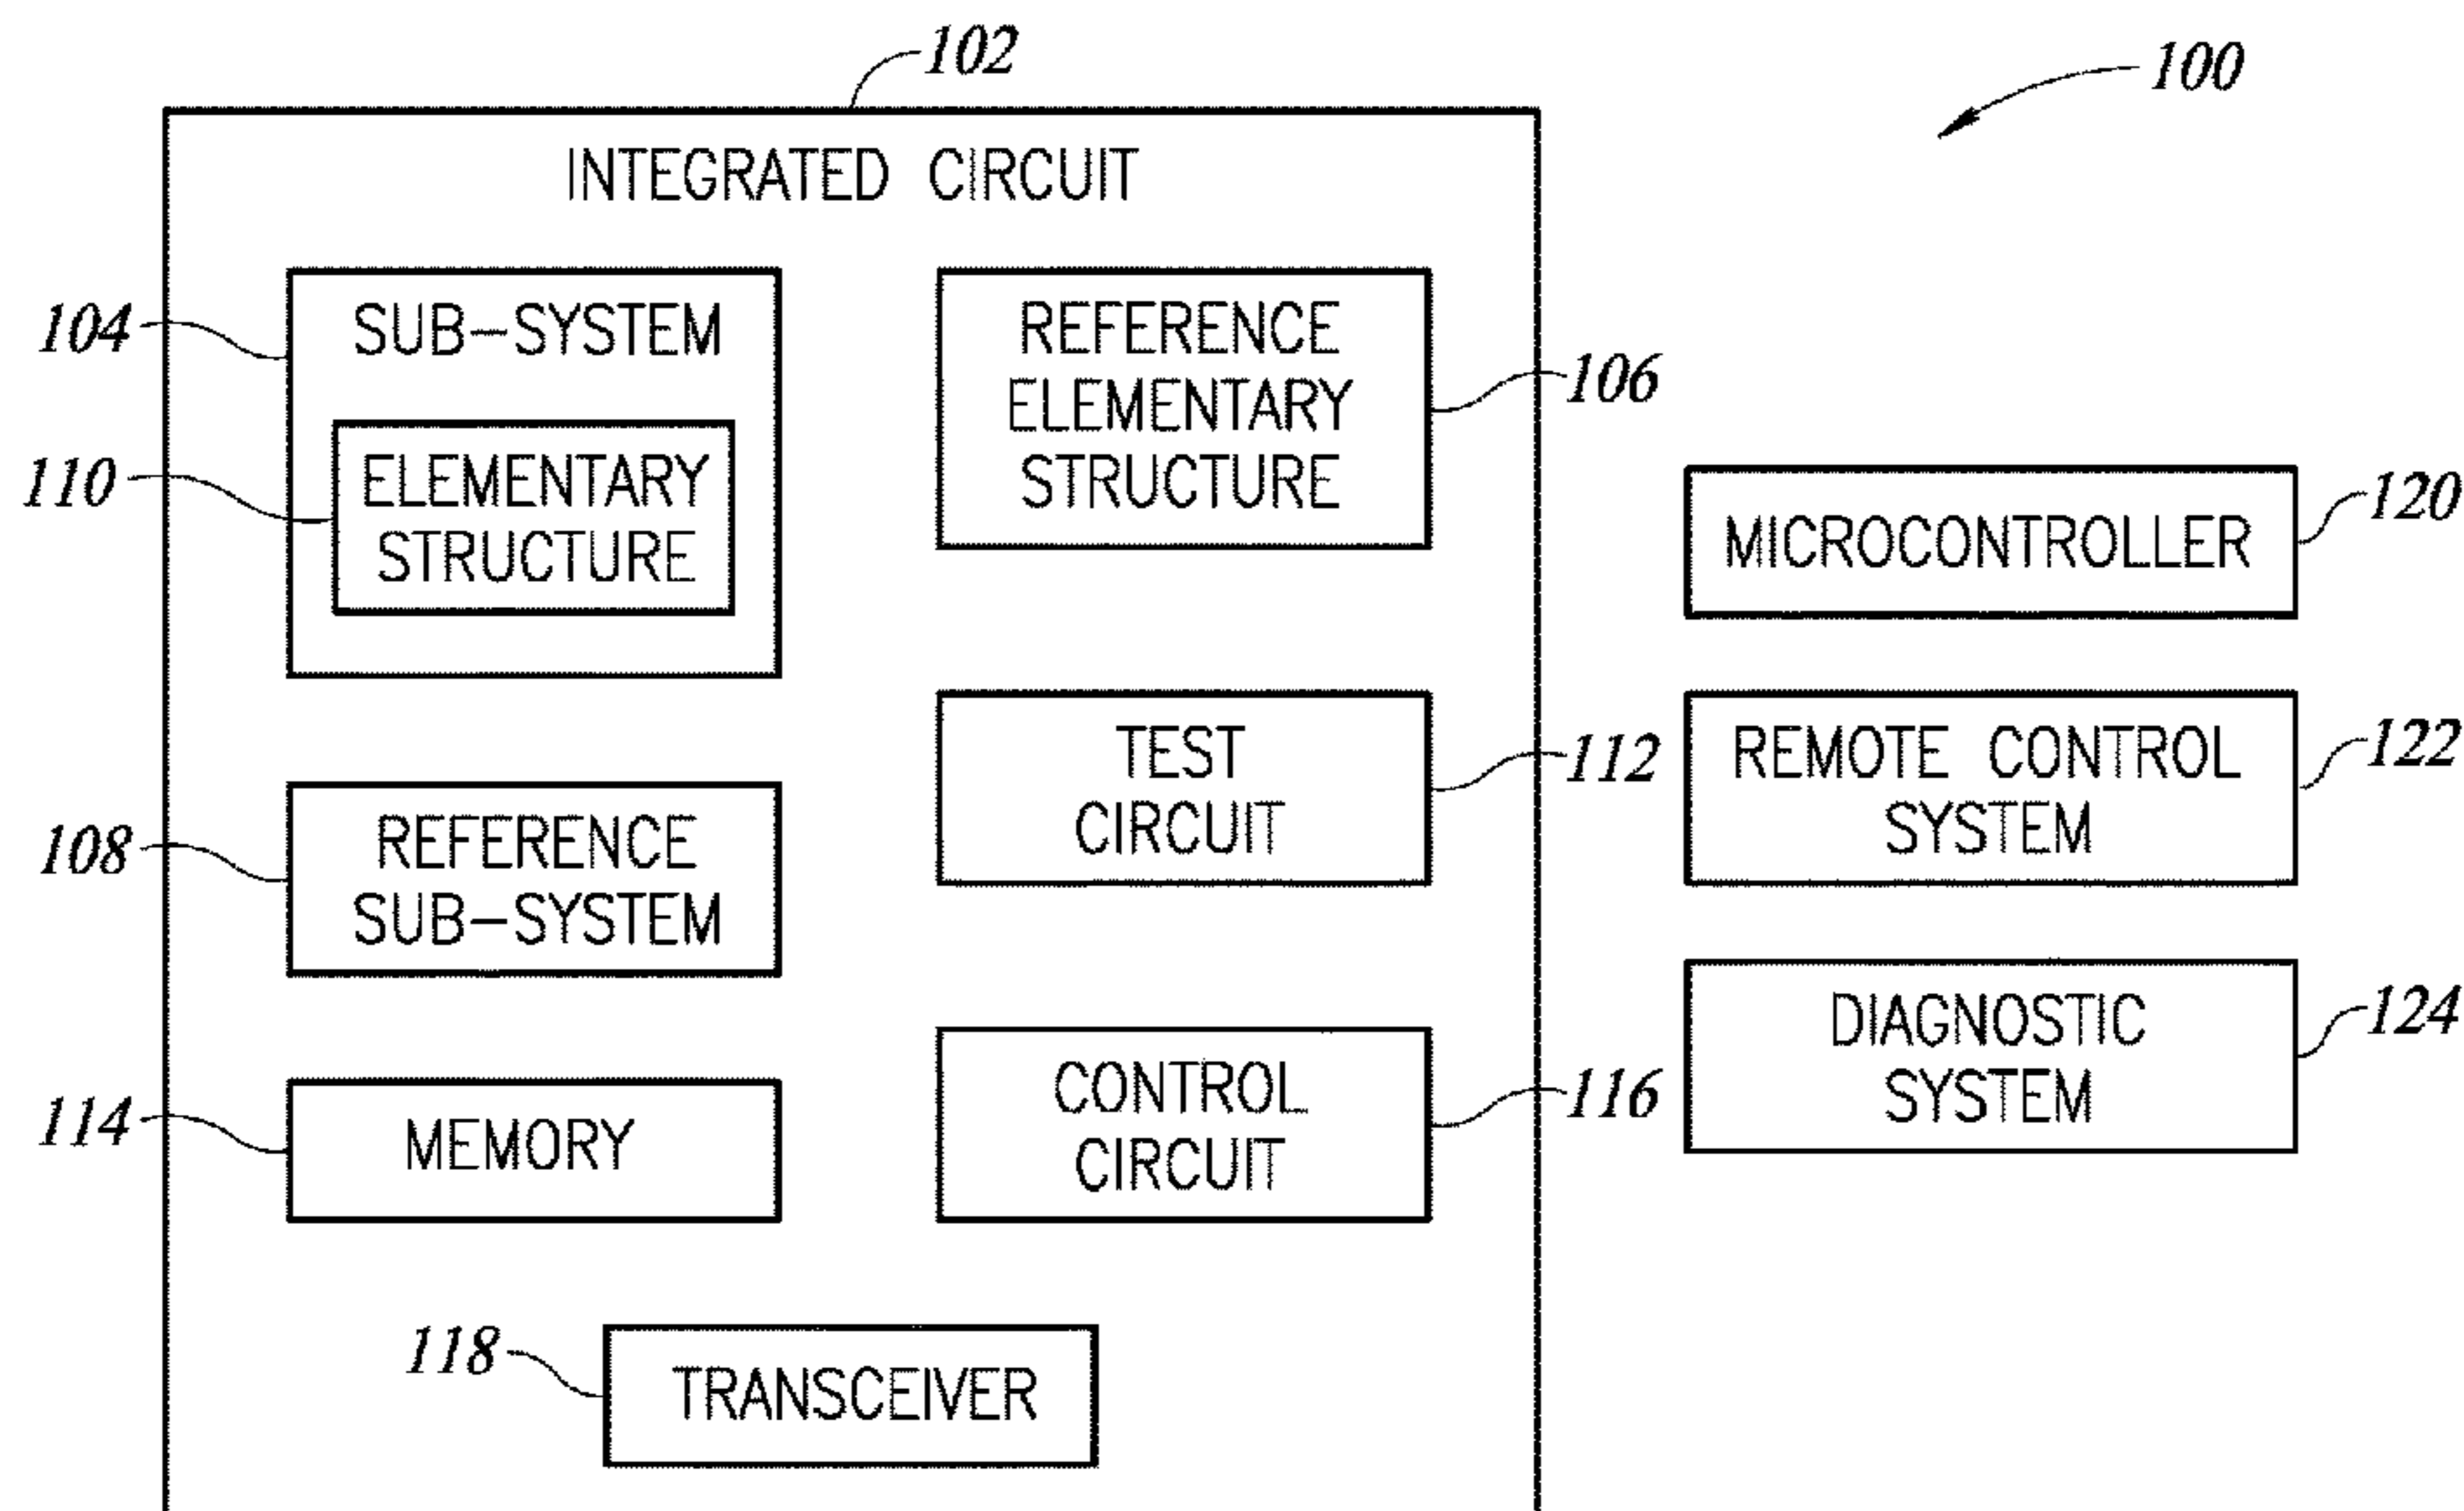 102
100
INTEGRATED CIRCUIT
104
SUB-SYSTEM
110
ELEMENTARY
STRUCTURE
REFERENCE
ELEMENTARY
STRUCTURE
106
MICROCONTROLLER
120
108
REFERENCE
SUB-SYSTEM
TEST
CIRCUIT
112
REMOTE CONTROL
SYSTEM
122
114
MEMORY
CONTROL
CIRCUIT
116
DIAGNOSTIC
SYSTEM
124
118
TRANSCEIVER